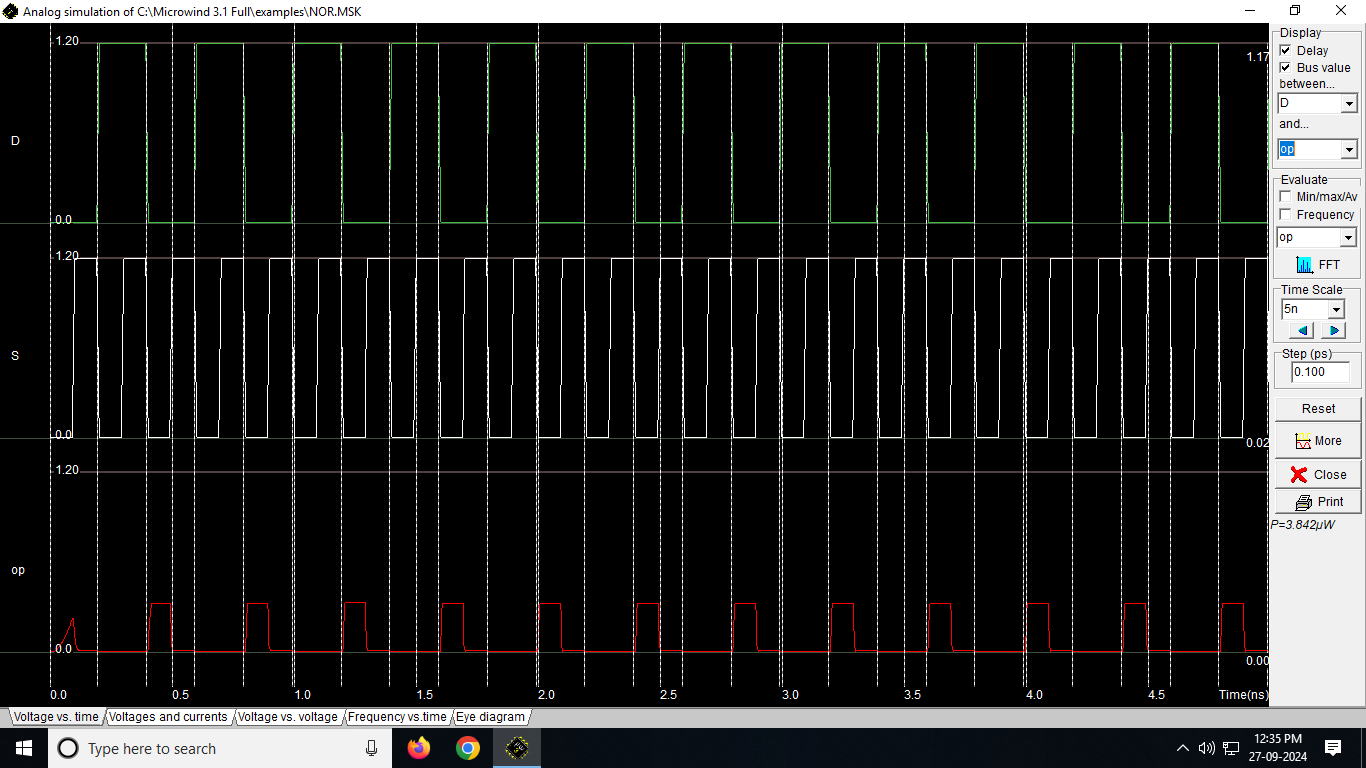 Analog simulation of C:\Microwind 3.1 Full\examples\NOR.MSK
1.20
1.17
D
0.0
1.20
S
0.0
0.02
1.20
op
0.0
0.00
0.0 0.5 1.0 1.5 2.0 2.5 3.0 3.5 4.0 4.5 Time(ns)
Display
Delay
Bus value
between...
D
and...
op
Evaluate
Min/max/Av
Frequency
op
FFT
Time Scale
5n
Step (ps)
0.100
Reset
More
Close
Print
P=3.842µW
Voltage vs. time Voltages and currents Voltage vs. voltage Frequency vs.time Eye diagram
Type here to search
12:35 PM
27-09-2024